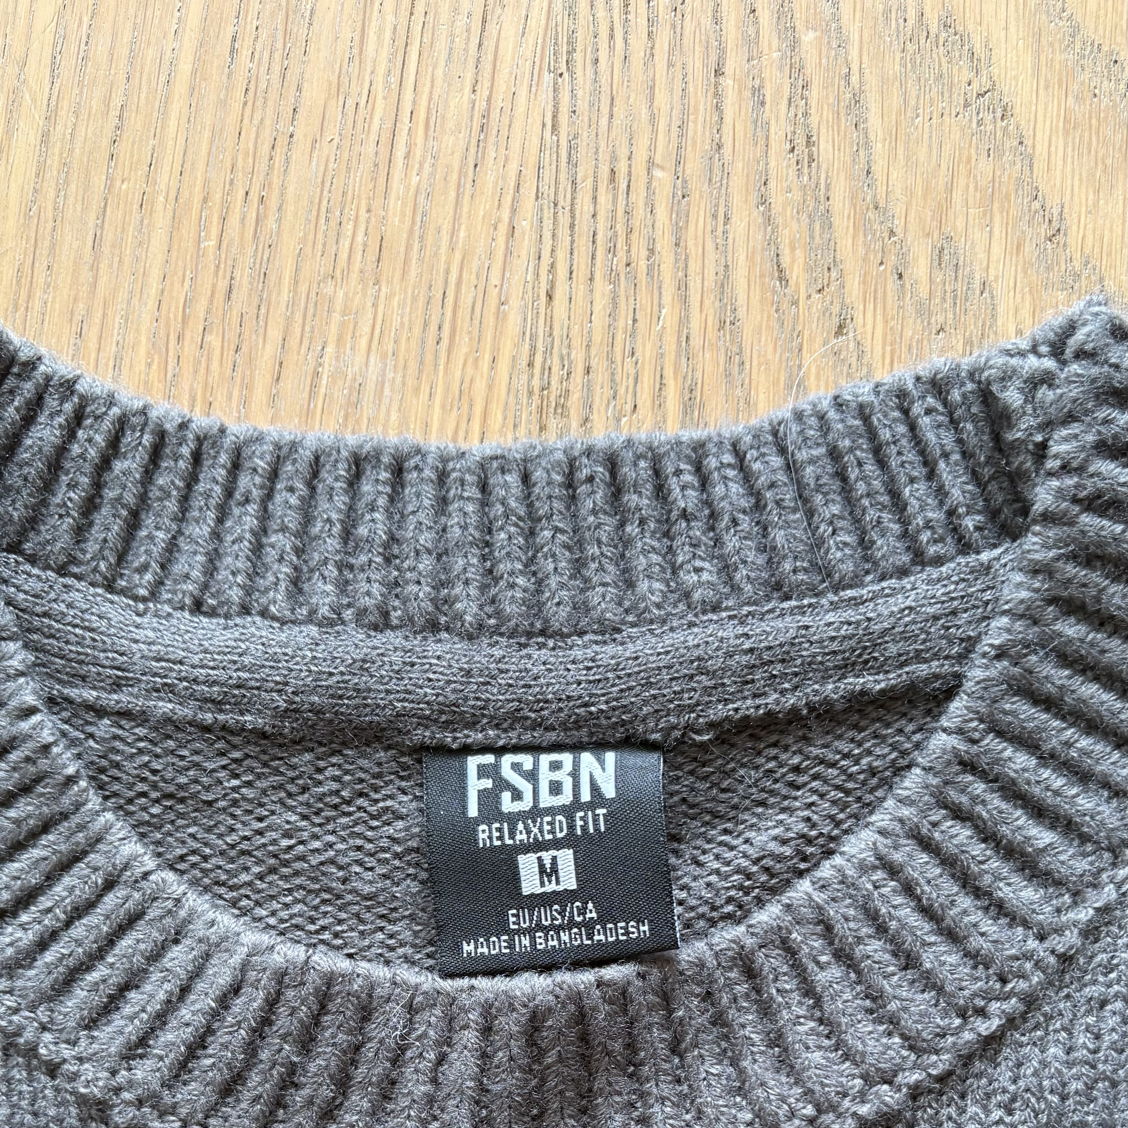 FSBN
RELAXED FIT
M
EU/US/CA
MADE IN BANGLADESH